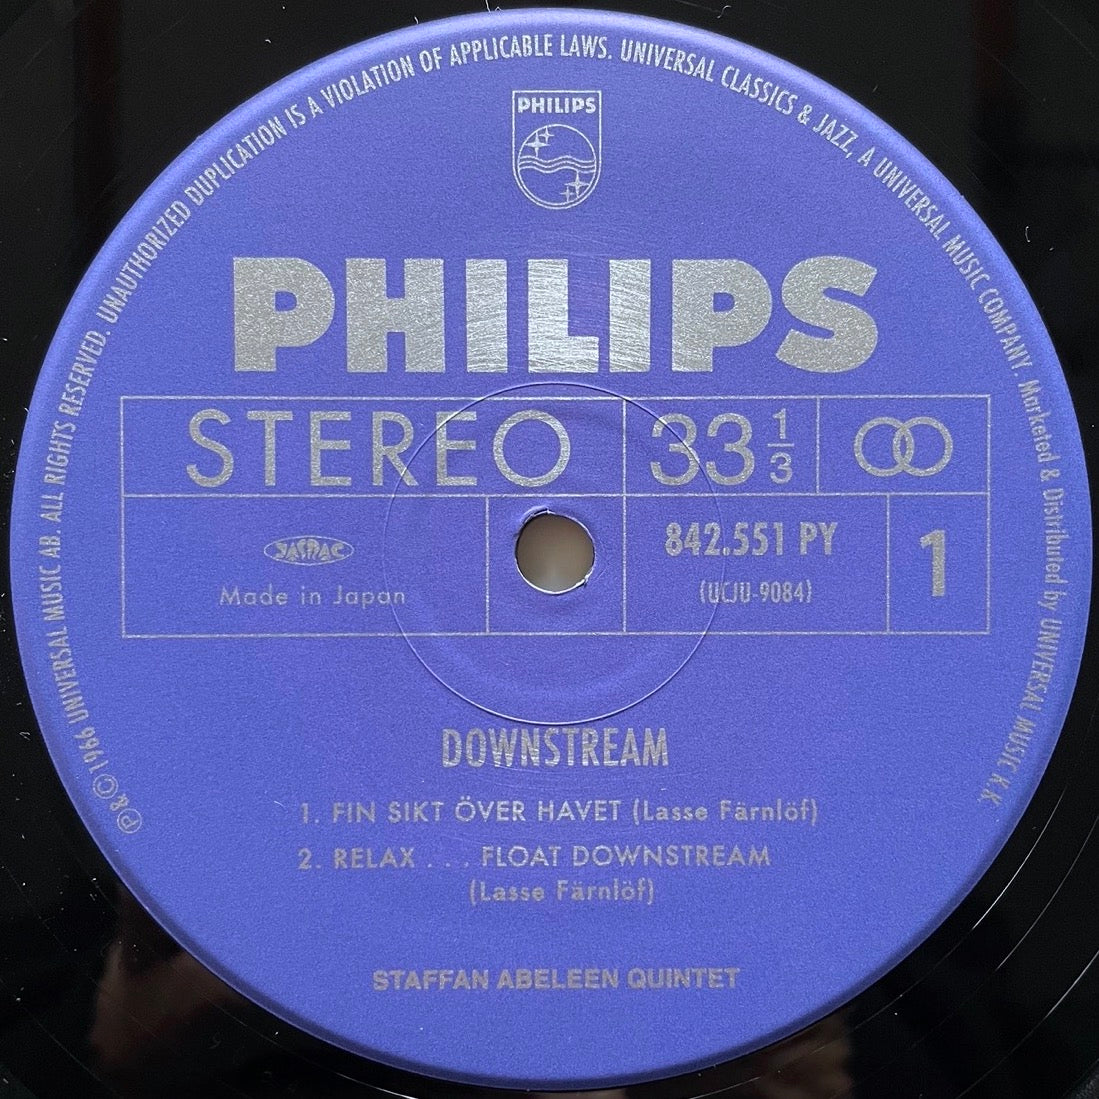 ℗&©1966 UNIVERSAL MUSIC AB. ALL RIGHTS RESERVED. UNAUTHORIZED DUPLICATION IS A VIOLATION OF APPLICABLE LAWS. UNIVERSAL CLASSICS & JAZZ, A UNIVERSAL MUSIC COMPANY. Marketed & Distributed by UNIVERSAL MUSIC K.K.
PHILIPS
PHILIPS
STEREO 33 1/3
JASRAC
Made in Japan
842.551 PY
(UCJU-9084)
1
DOWNSTREAM
1. FIN SIKT ÖVER HAVET (Lasse Färnlöf)
2. RELAX . . . FLOAT DOWNSTREAM
(Lasse Färnlöf)
STAFFAN ABELEEN QUINTET